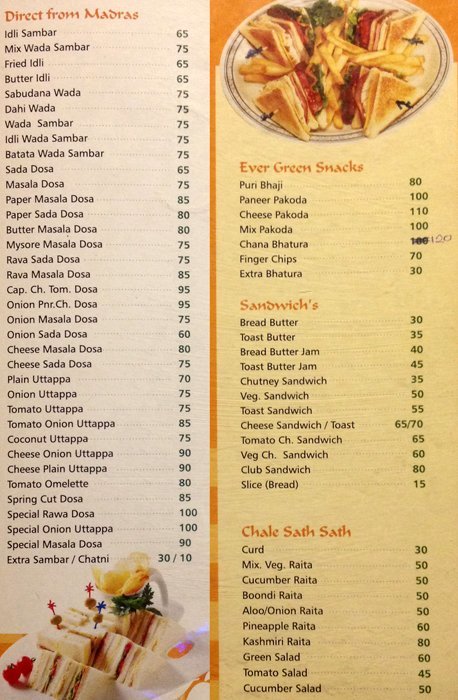 Direct from Madras
Idli Sambar 65
Mix Wada Sambar 75
Fried Idli 65
Butter Idli 65
Sabudana Wada 75
Dahi Wada 75
Wada Sambar 75
Idli Wada Sambar 75
Batata Wada Sambar 75
Sada Dosa 65
Masala Dosa 75
Paper Masala Dosa 85
Paper Sada Dosa 80
Butter Masala Dosa 80
Mysore Masala Dosa 75
Rava Sada Dosa 75
Rava Masala Dosa 85
Cap. Ch. Tom. Dosa 95
Onion Pnr.Ch. Dosa 95
Onion Masala Dosa 75
Onion Sada Dosa 60
Cheese Masala Dosa 80
Cheese Sada Dosa 75
Plain Uttappa 70
Onion Uttappa 75
Tomato Uttappa 75
Tomato Onion Uttappa 85
Coconut Uttappa 75
Cheese Onion Uttappa 90
Cheese Plain Uttappa 90
Tomato Omelette 80
Spring Cut Dosa 85
Special Rawa Dosa 100
Special Onion Uttappa 100
Special Masala Dosa 90
Extra Sambar / Chatni 30 / 10
Ever Green Snacks
Puri Bhaji 80
Paneer Pakoda 100
Cheese Pakoda 110
Mix Pakoda 100
Chana Bhatura 120
Finger Chips 70
Extra Bhatura 30
Sandwich's
Bread Butter 30
Toast Butter 35
Bread Butter Jam 40
Toast Butter Jam 45
Chutney Sandwich 35
Veg. Sandwich 50
Toast Sandwich 55
Cheese Sandwich / Toast 65/70
Tomato Ch. Sandwich 65
Veg Ch. Sandwich 60
Club Sandwich 80
Slice (Bread) 15
Chale Sath Sath
Curd 30
Mix. Veg. Raita 50
Cucumber Raita 50
Boondi Raita 50
Aloo/Onion Raita 50
Pineapple Raita 60
Kashmiri Raita 80
Green Salad 60
Tomato Salad 45
Cucumber Salad 50